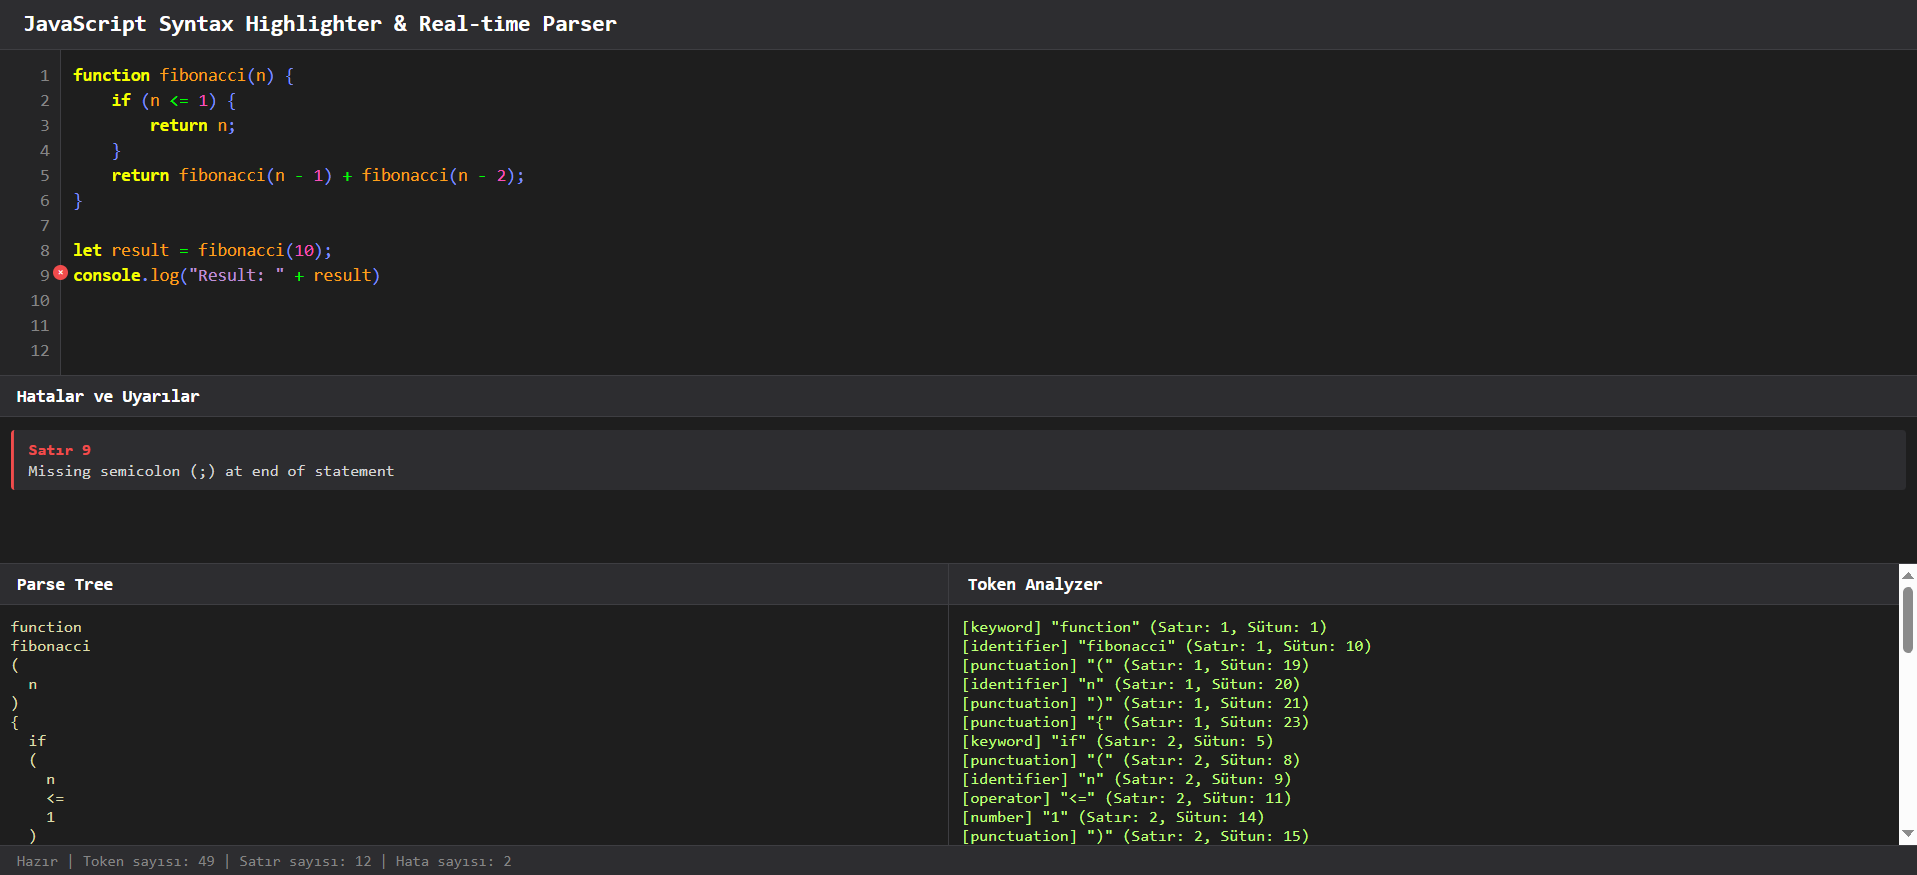 JavaScript Syntax Highlighter & Real-time Parser
1 function fibonacci(n) {
2     if (n <= 1) {
3         return n;
4     }
5     return fibonacci(n - 1) + fibonacci(n - 2);
6 }
7
8 let result = fibonacci(10);
9 console.log("Result: " + result)
10
11
12
Hatalar ve Uyarılar
Satır 9
Missing semicolon (;) at end of statement
Parse Tree
function
fibonacci
(
  n
)
{
  if
  (
    n
    <=
    1
  )
Token Analyzer
[keyword] "function" (Satır: 1, Sütun: 1)
[identifier] "fibonacci" (Satır: 1, Sütun: 10)
[punctuation] "(" (Satır: 1, Sütun: 19)
[identifier] "n" (Satır: 1, Sütun: 20)
[punctuation] ")" (Satır: 1, Sütun: 21)
[punctuation] "{" (Satır: 1, Sütun: 23)
[keyword] "if" (Satır: 2, Sütun: 5)
[punctuation] "(" (Satır: 2, Sütun: 8)
[identifier] "n" (Satır: 2, Sütun: 9)
[operator] "<=" (Satır: 2, Sütun: 11)
[number] "1" (Satır: 2, Sütun: 14)
[punctuation] ")" (Satır: 2, Sütun: 15)
Hazır | Token sayısı: 49 | Satır sayısı: 12 | Hata sayısı: 2